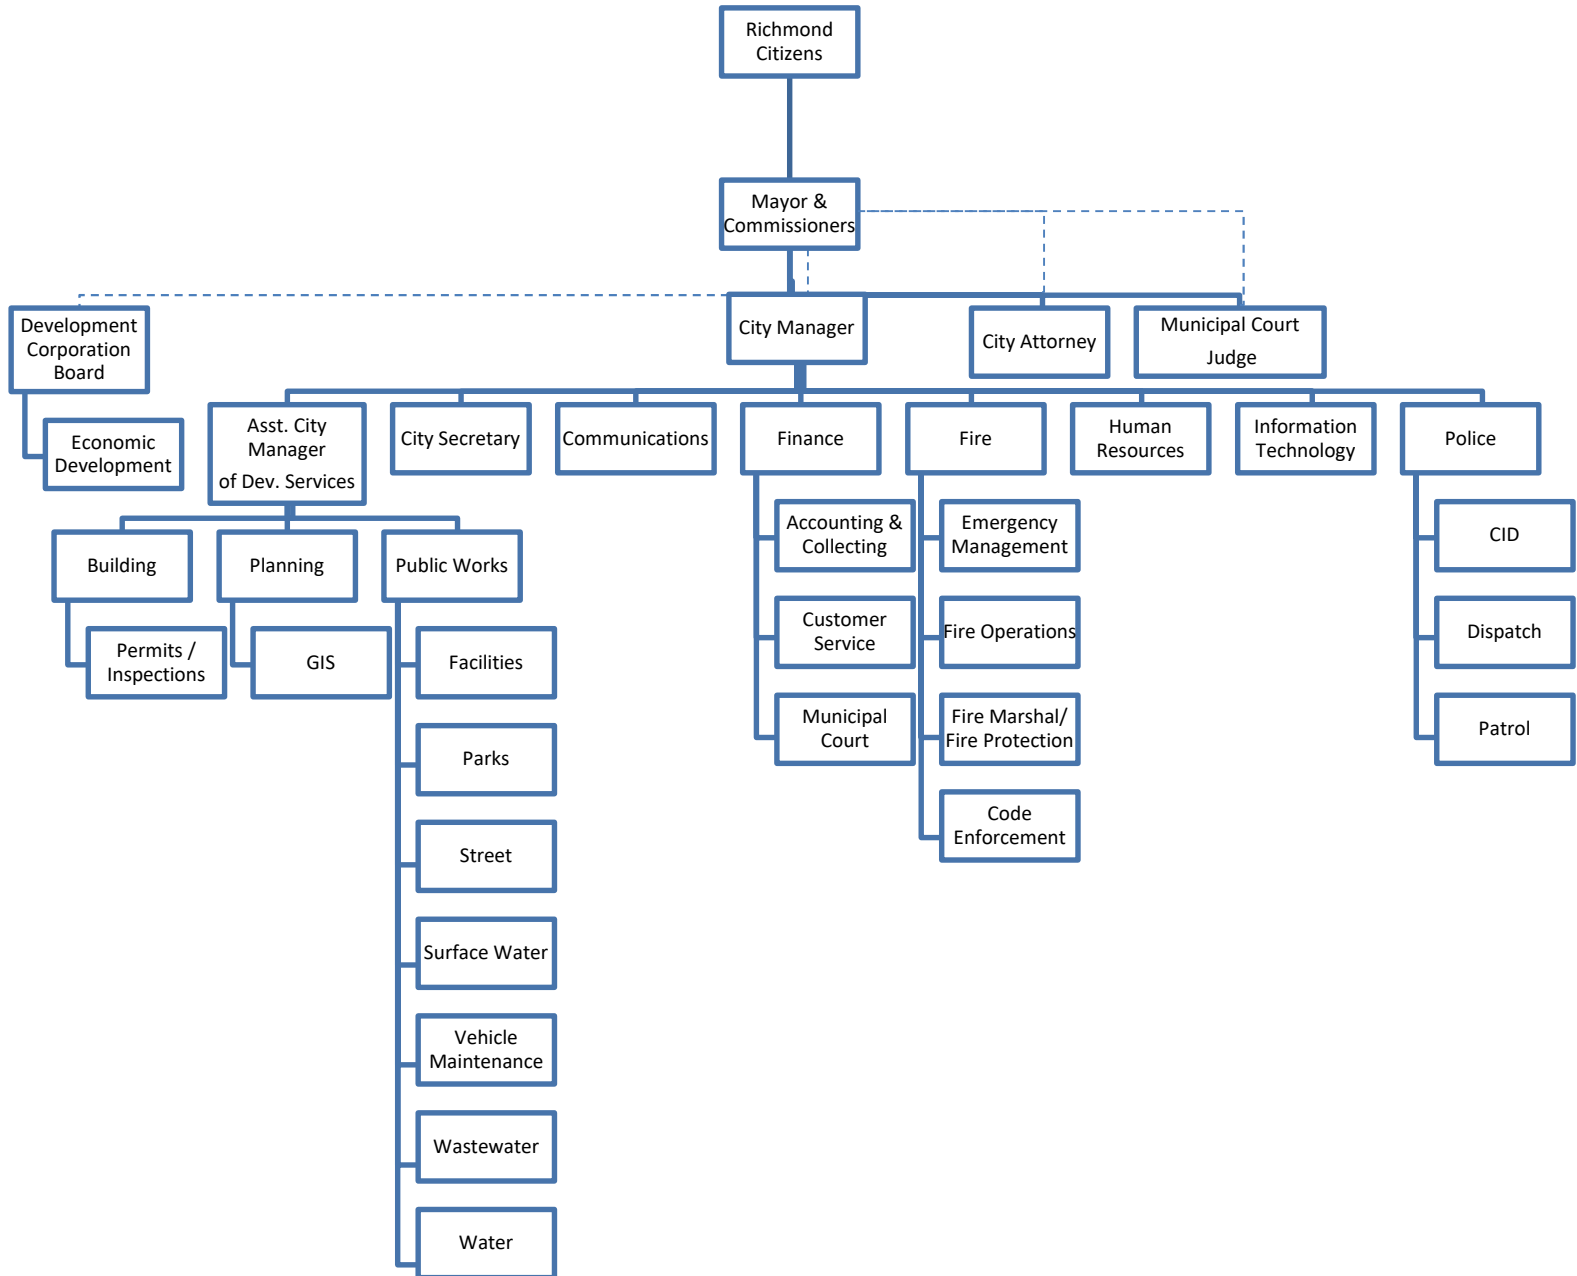 Richmond
Citizens
Mayor &
Commissioners
Development
Corporation
Board
City Manager
City Attorney
Municipal Court
Judge
Economic
Development
Asst. City
Manager
of Dev. Services
City Secretary
Communications
Finance
Fire
Human
Resources
Information
Technology
Police
Building
Planning
Public Works
Permits /
Inspections
GIS
Facilities
Parks
Street
Surface Water
Vehicle
Maintenance
Wastewater
Water
Accounting &
Collecting
Customer
Service
Municipal
Court
Emergency
Management
Fire Operations
Fire Marshal/
Fire Protection
Code
Enforcement
CID
Dispatch
Patrol